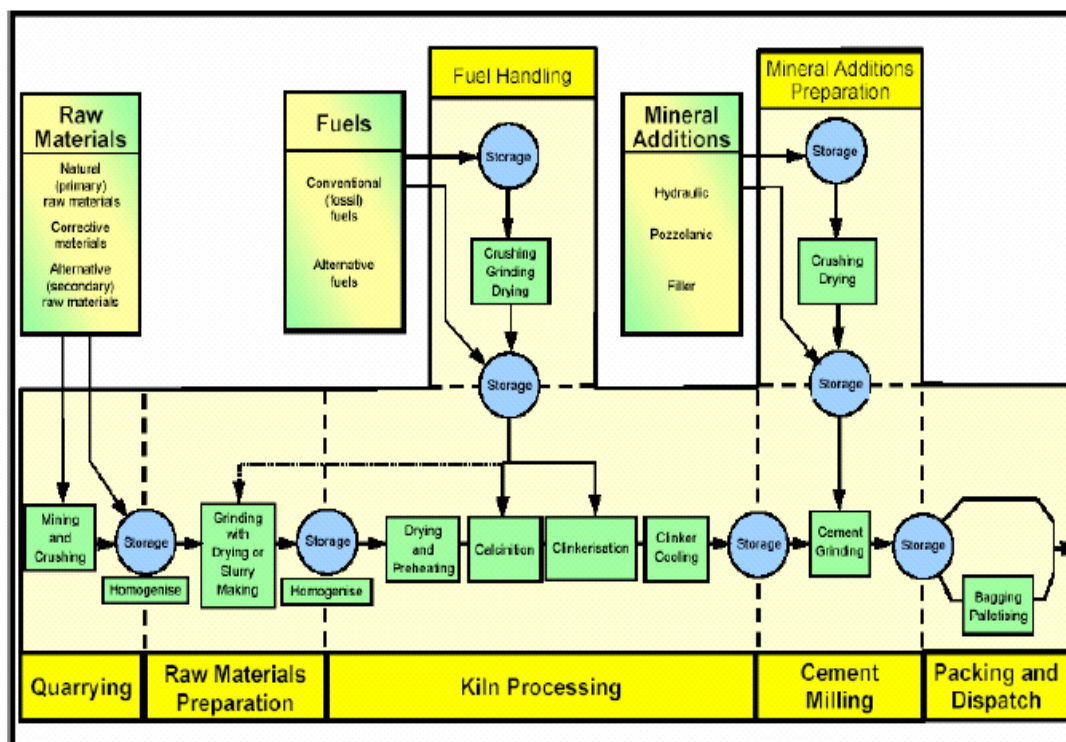 Fuel Handling
Mineral Additions
Preparation
Raw
Materials
Natural
(primary)
raw materials
Corrective
materials
Alternative
(secondary)
raw materials
Fuels
Conventional
(fossil)
fuels
Alternative
fuels
Storage
Crushing
Grinding
Drying
Storage
Mineral
Additions
Hydraulic
Pozzolanic
Filler
Storage
Crushing
Drying
Storage
Mining
and
Crushing
Storage
Homogenise
Grinding
with
Drying or
Slurry
Making
Storage
Homogenise
Drying
and
Preheating
Calcinition
Clinkerisation
Clinker
Cooling
Storage
Cement
Grinding
Storage
Bagging
Palletising
Quarrying
Raw Materials
Preparation
Kiln Processing
Cement
Milling
Packing and
Dispatch